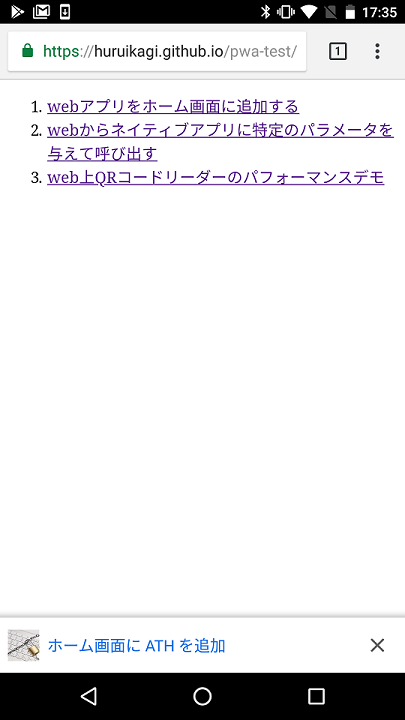 17:35
https://huruikagi.github.io/pwa-test/
1
1. webアプリをホーム画面に追加する
2. webからネイティブアプリに特定のパラメータを
与えて呼び出す
3. web上QRコードリーダーのパフォーマンスデモ
ホーム画面に ATH を追加